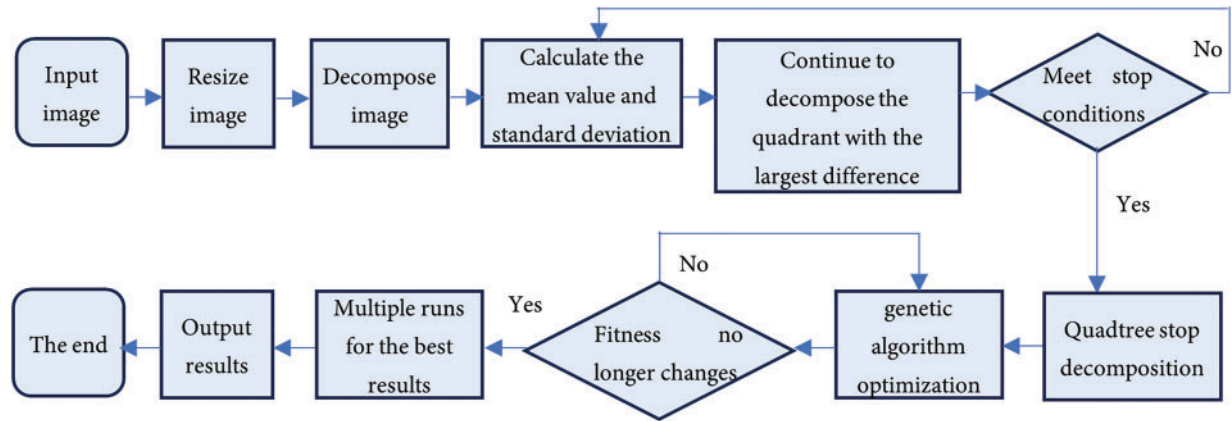 Input
image
Resize
image
Decompose
image
Calculate the
mean value and
standard deviation
Continue to
decompose the
quadrant with the
largest difference
Meet stop
conditions
No
Yes
Quadtree stop
decomposition
genetic
algorithm
optimization
No
Fitness no
longer changes
Yes
Multiple runs
for the best
results
Output
results
The end